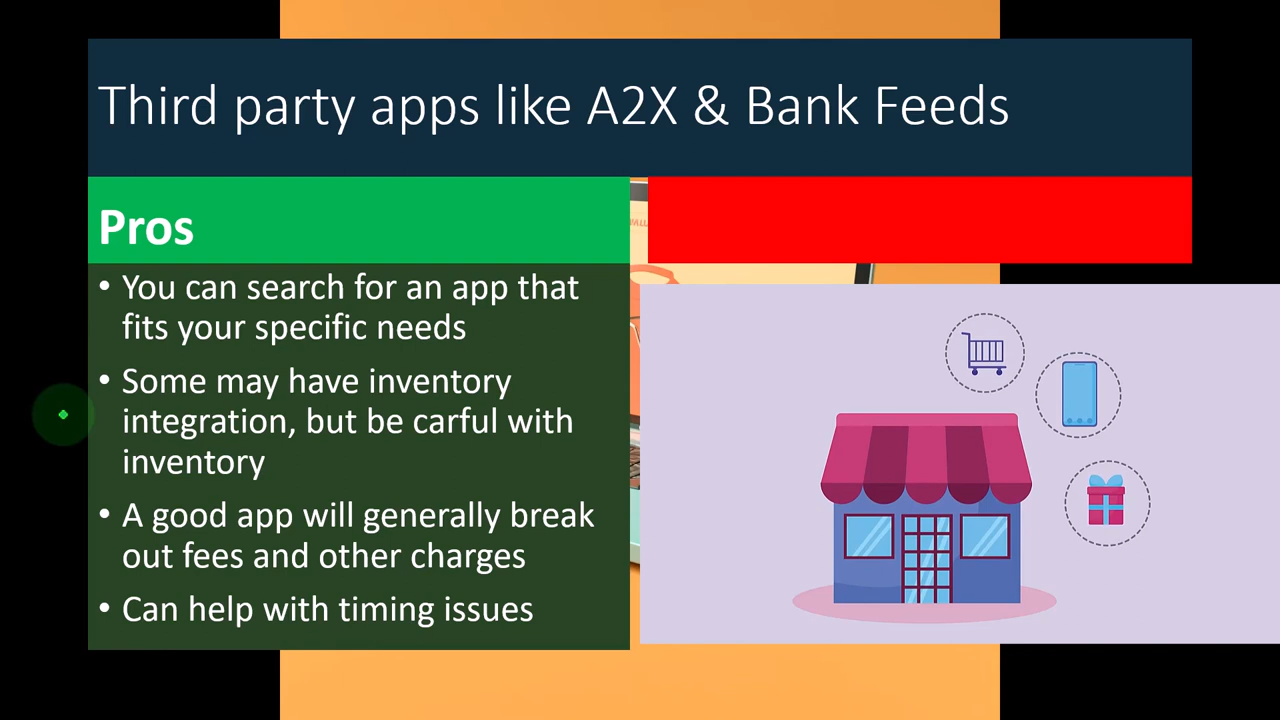 Third party apps like A2X & Bank Feeds
Pros
• You can search for an app that
fits your specific needs
• Some may have inventory
integration, but be carful with
inventory
• A good app will generally break
out fees and other charges
• Can help with timing issues